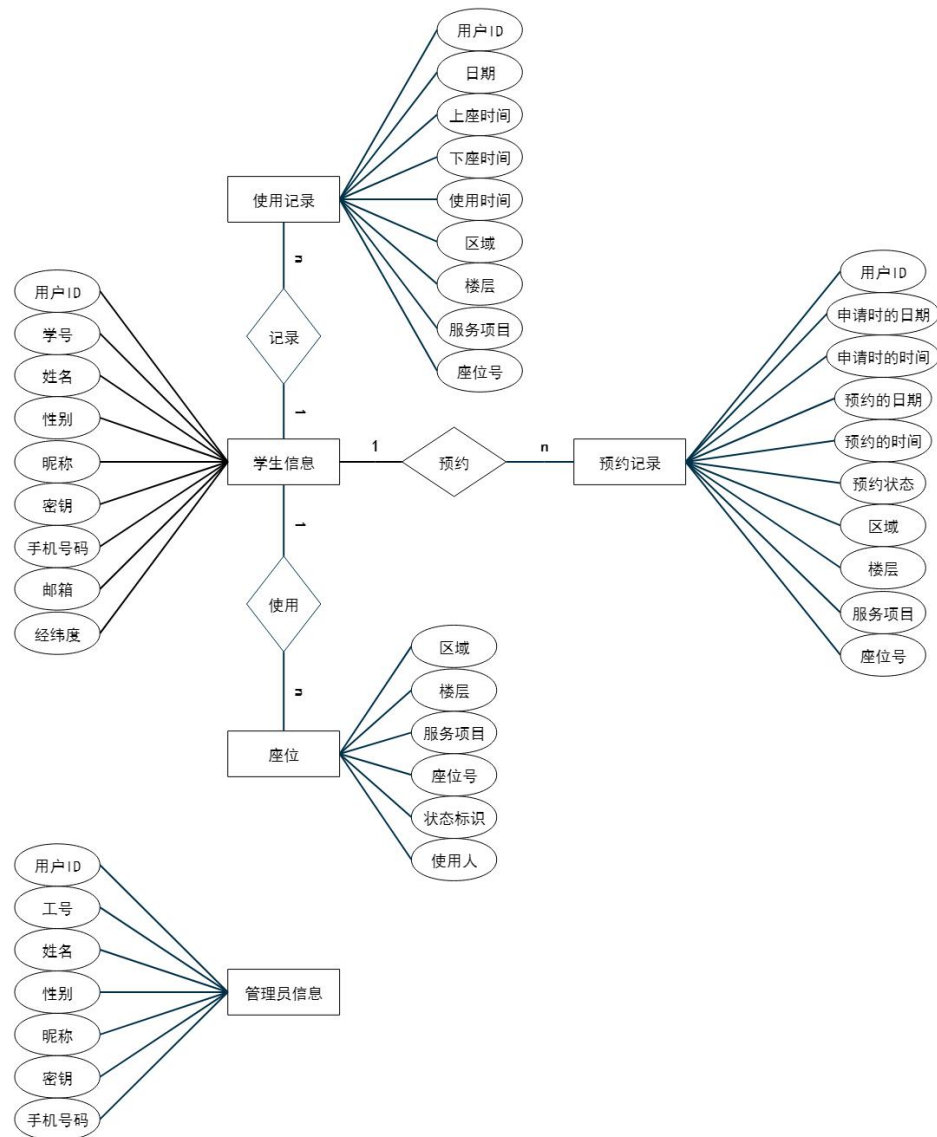 用户ID
日期
上座时间
下座时间
使用时间
区域
楼层
服务项目
座位号
使用记录
n
记录
1
用户ID
学号
姓名
性别
昵称
密钥
手机号码
邮箱
经纬度
学生信息
1
预约
n
预约记录
用户ID
申请时的日期
申请时的时间
预约的日期
预约的时间
预约状态
区域
楼层
服务项目
座位号
1
使用
n
座位
区域
楼层
服务项目
座位号
状态标识
使用人
用户ID
工号
姓名
性别
昵称
密钥
手机号码
管理员信息